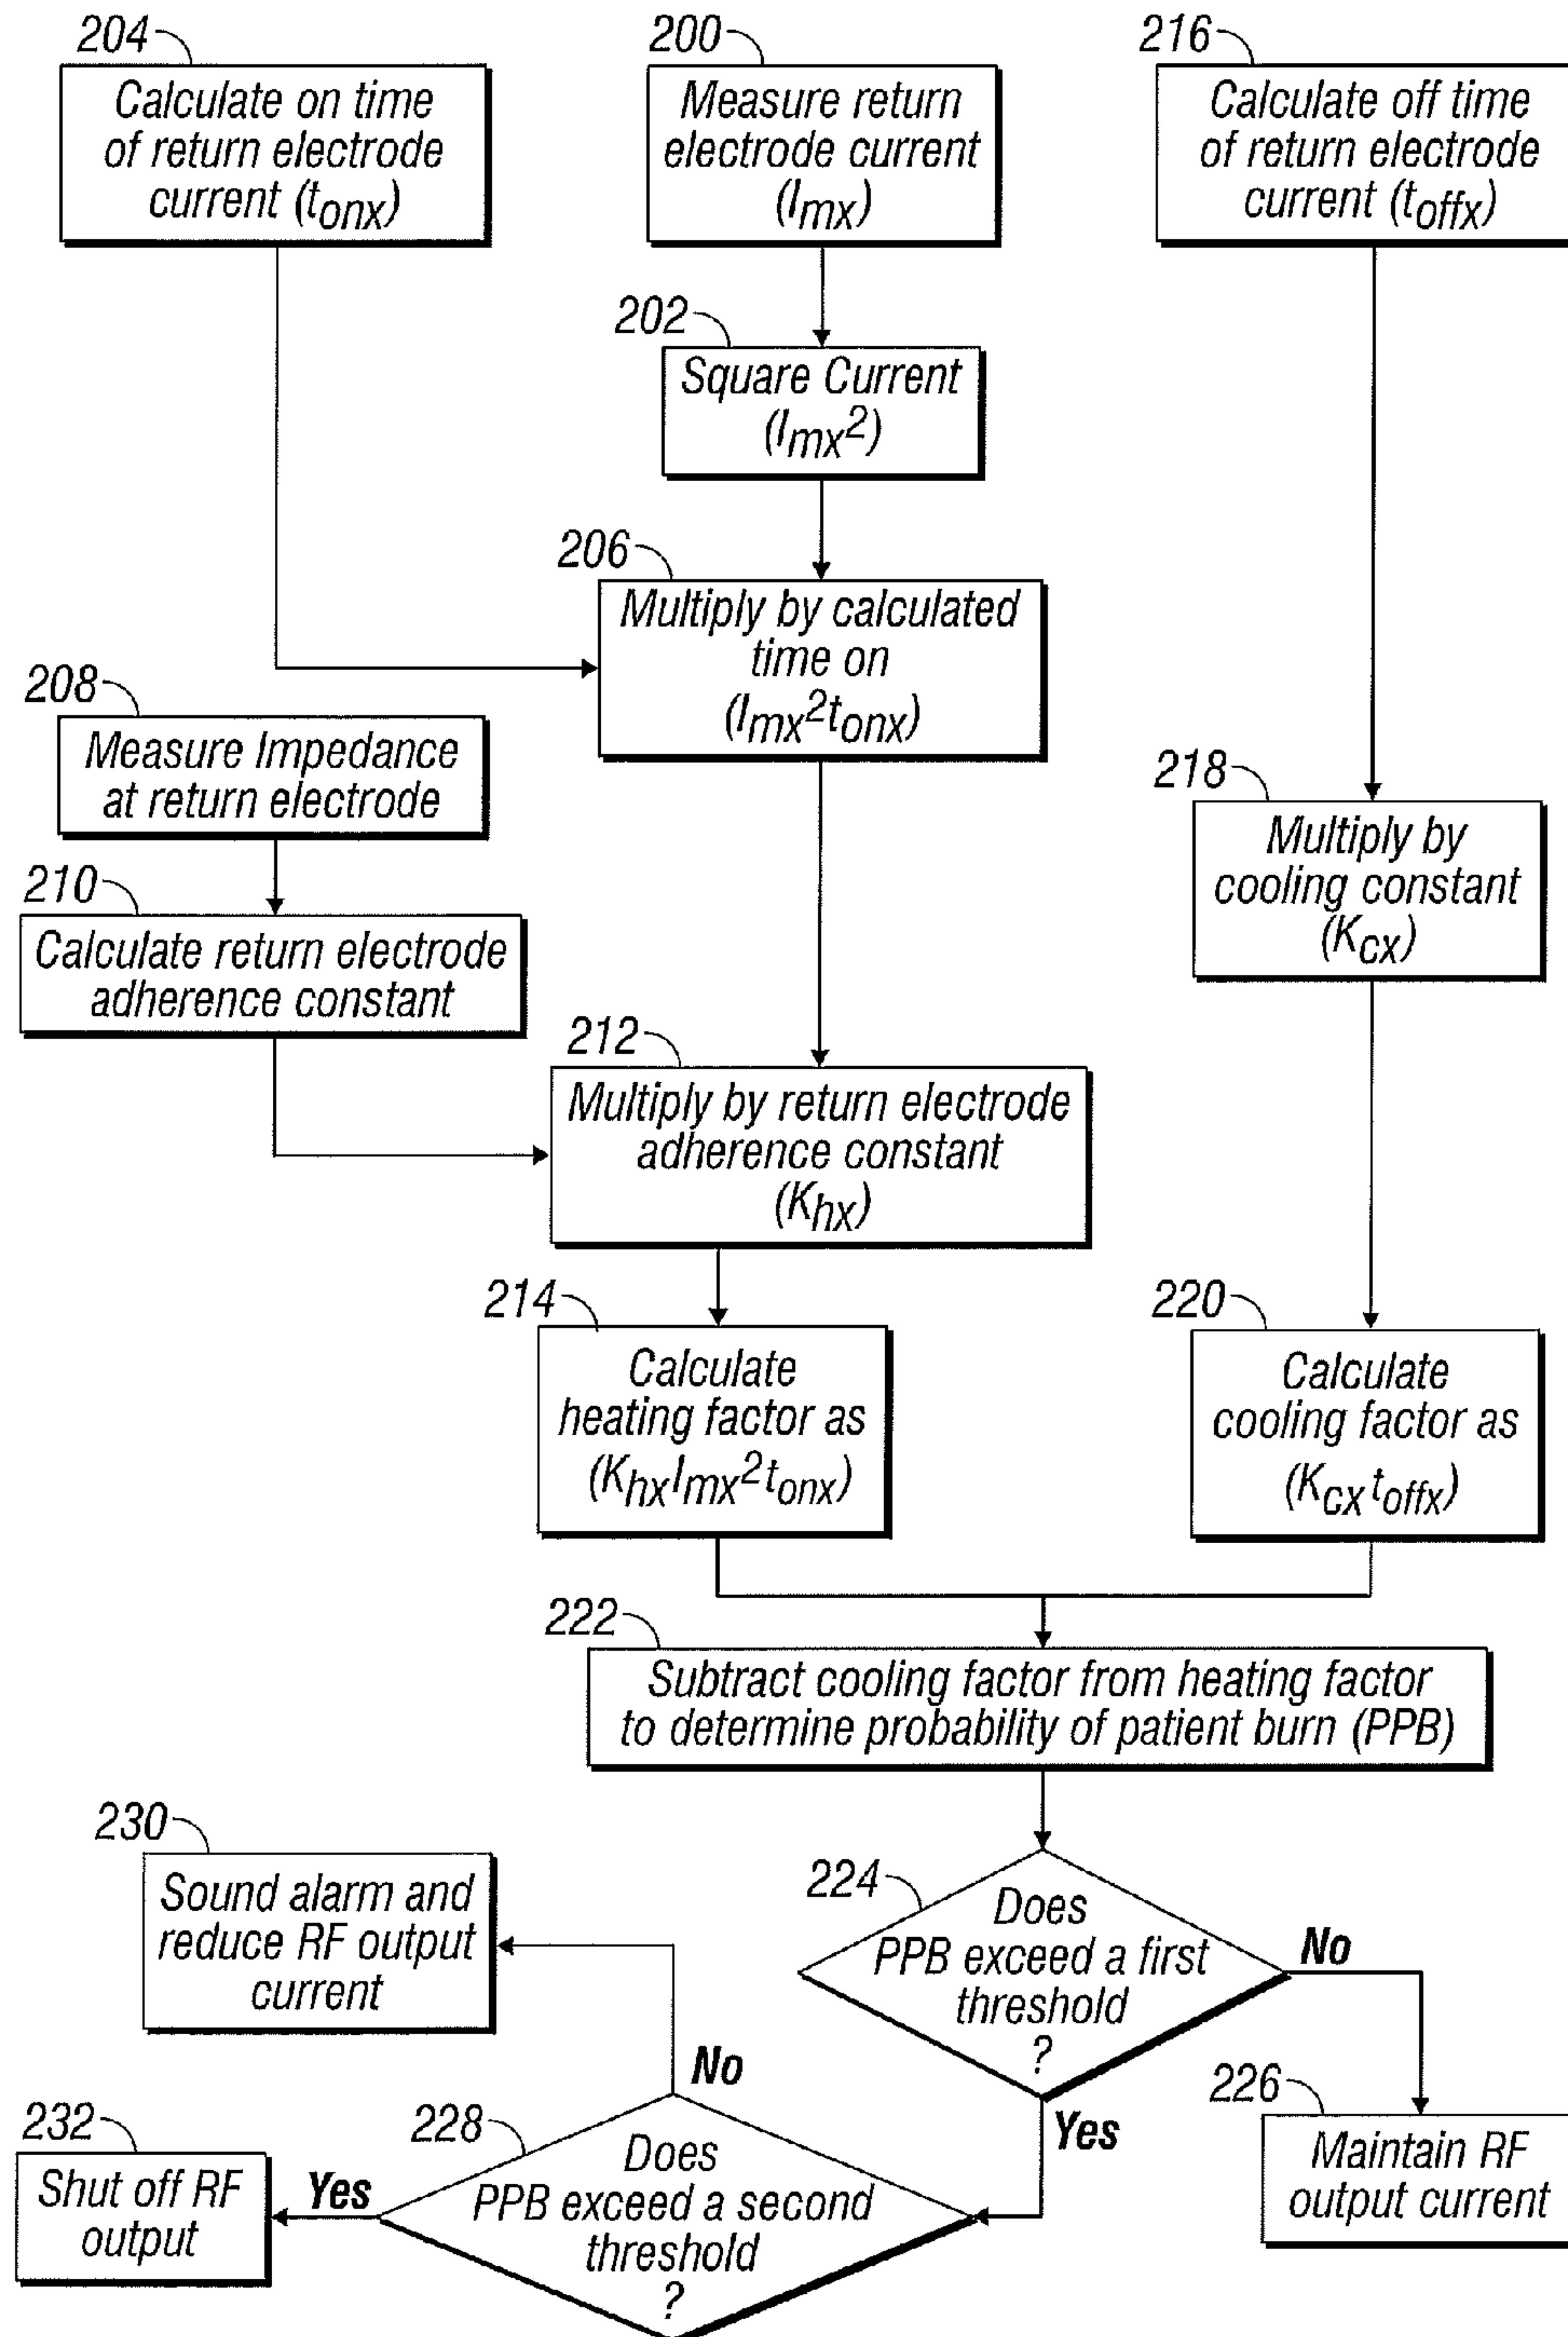 204
Calculate on time
of return electrode
current (tonx)
200
Measure return
electrode current
(Imx)
216
Calculate off time
of return electrode
current (toffx)
202
Square Current
(Imx²)
206
Multiply by calculated
time on
(Imx²tonx)
208
Measure Impedance
at return electrode
218
Multiply by
cooling constant
(Kcx)
210
Calculate return electrode
adherence constant
212
Multiply by return electrode
adherence constant
(Khx)
214
Calculate
heating factor as
(KhxImx²tonx)
220
Calculate
cooling factor as
(Kcx toffx)
222
Subtract cooling factor from heating factor
to determine probability of patient burn (PPB)
230
Sound alarm and
reduce RF output
current
224
Does
PPB exceed a first
threshold
?
No
Yes
226
Maintain RF
output current
228
Does
PPB exceed a second
threshold
?
No
Yes
232
Shut off RF
output